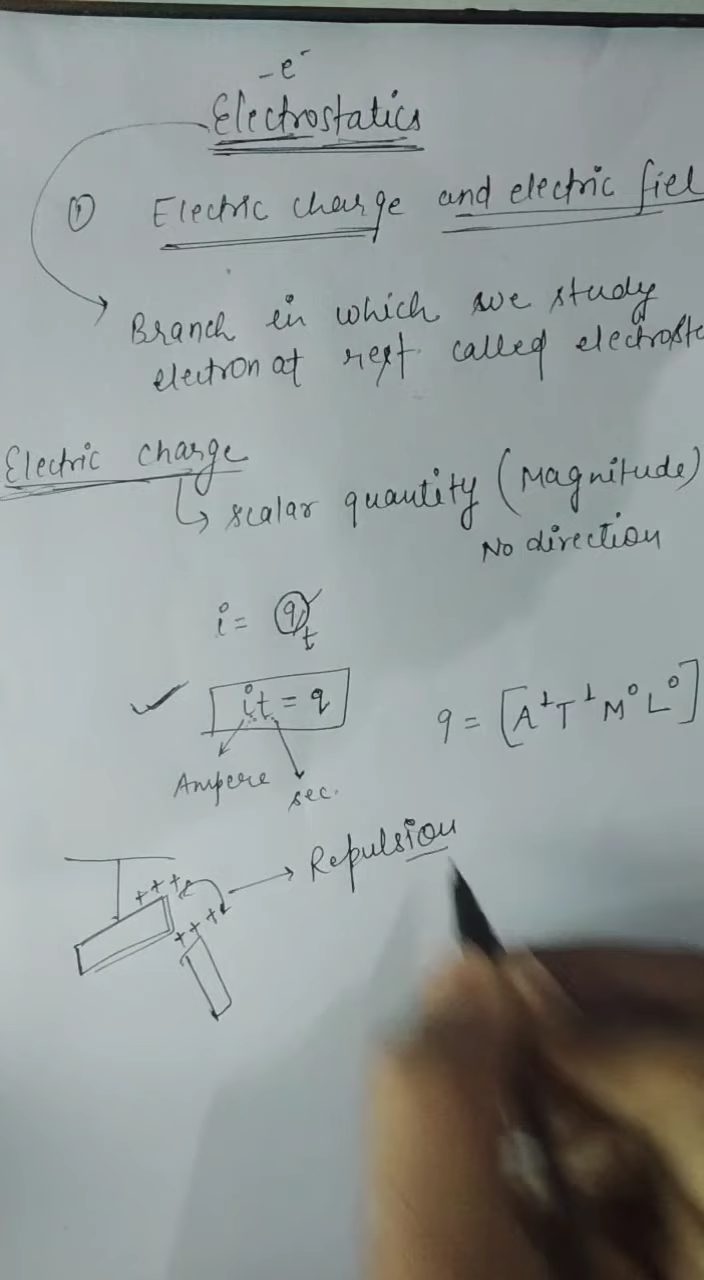 -e⁻
Electrostatics
① Electric charge and electric fiel
Branch in which we study
electron at rest called electrost
Electric charge
↳ scalar quantity (Magnitude)
No direction
i = q/t
it = q
q = [A¹T¹M⁰L⁰]
Ampere
sec.
+++
+++
→ Repulsion